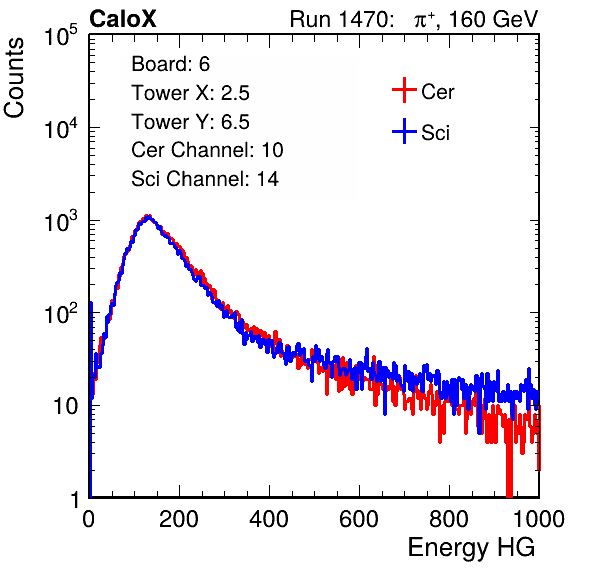 CaloX Run 1470: π⁺, 160 GeV
Board: 6
Tower X: 2.5
Tower Y: 6.5
Cer Channel: 10
Sci Channel: 14
Cer
Sci
Counts
10⁵
10⁴
10³
10²
10
1
0 200 400 600 800 1000
Energy HG